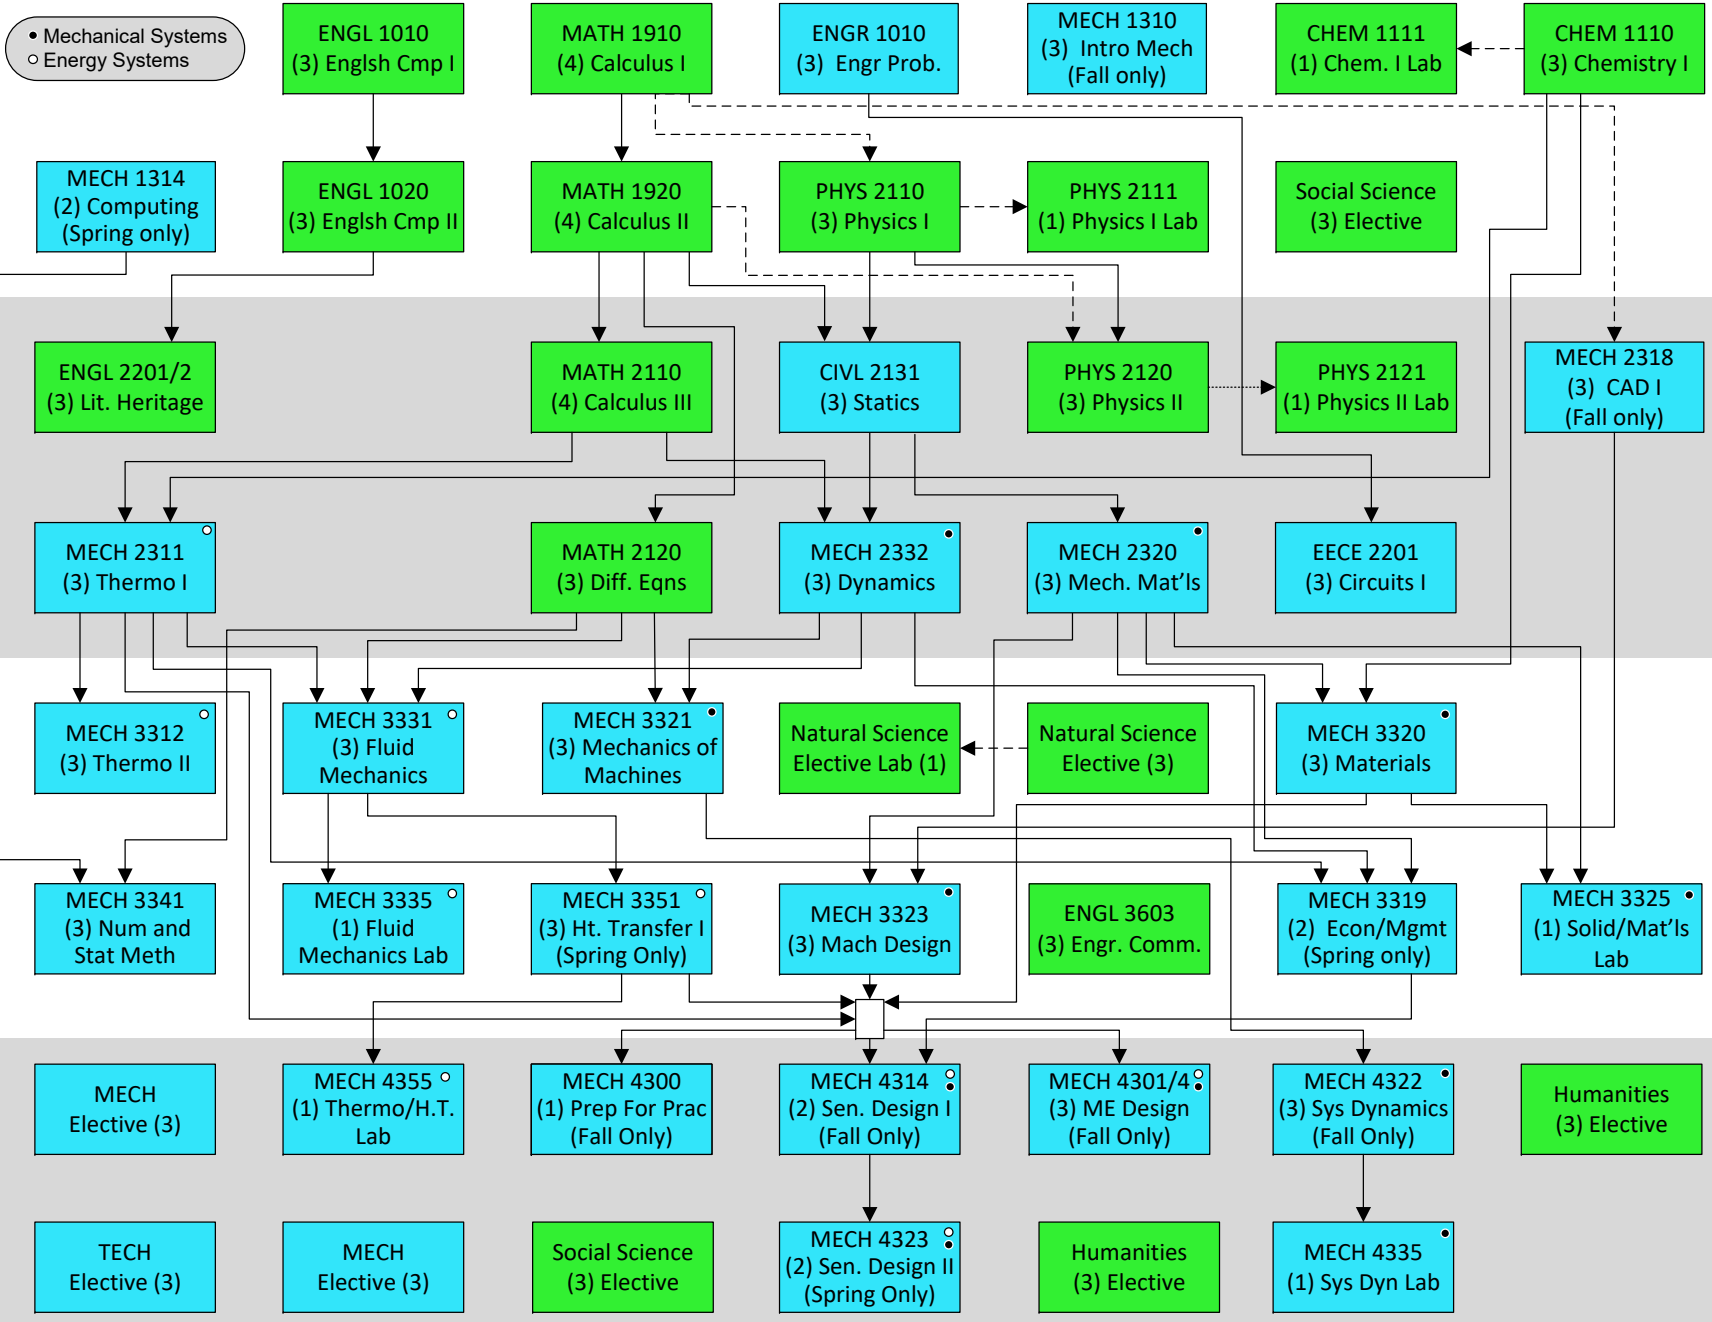 • Mechanical Systems
○ Energy Systems
ENGL 1010
(3) Englsh Cmp I
MATH 1910
(4) Calculus I
ENGR 1010
(3) Engr Prob.
MECH 1310
(3) Intro Mech
(Fall only)
CHEM 1111
(1) Chem. I Lab
CHEM 1110
(3) Chemistry I
MECH 1314
(2) Computing
(Spring only)
ENGL 1020
(3) Englsh Cmp II
MATH 1920
(4) Calculus II
PHYS 2110
(3) Physics I
PHYS 2111
(1) Physics I Lab
Social Science
(3) Elective
ENGL 2201/2
(3) Lit. Heritage
MATH 2110
(4) Calculus III
CIVL 2131
(3) Statics
PHYS 2120
(3) Physics II
PHYS 2121
(1) Physics II Lab
MECH 2318
(3) CAD I
(Fall only)
MECH 2311
(3) Thermo I
MATH 2120
(3) Diff. Eqns
MECH 2332
(3) Dynamics
MECH 2320
(3) Mech. Mat’ls
EECE 2201
(3) Circuits I
MECH 3312
(3) Thermo II
MECH 3331
(3) Fluid
Mechanics
MECH 3321
(3) Mechanics of
Machines
Natural Science
Elective Lab (1)
Natural Science
Elective (3)
MECH 3320
(3) Materials
MECH 3341
(3) Num and
Stat Meth
MECH 3335
(1) Fluid
Mechanics Lab
MECH 3351
(3) Ht. Transfer I
(Spring Only)
MECH 3323
(3) Mach Design
ENGL 3603
(3) Engr. Comm.
MECH 3319
(2) Econ/Mgmt
(Spring only)
MECH 3325
(1) Solid/Mat’ls
Lab
MECH
Elective (3)
MECH 4355
(1) Thermo/H.T.
Lab
MECH 4300
(1) Prep For Prac
(Fall Only)
MECH 4314
(2) Sen. Design I
(Fall Only)
MECH 4301/4
(3) ME Design
(Fall Only)
MECH 4322
(3) Sys Dynamics
(Fall Only)
Humanities
(3) Elective
TECH
Elective (3)
MECH
Elective (3)
Social Science
(3) Elective
MECH 4323
(2) Sen. Design II
(Spring Only)
Humanities
(3) Elective
MECH 4335
(1) Sys Dyn Lab